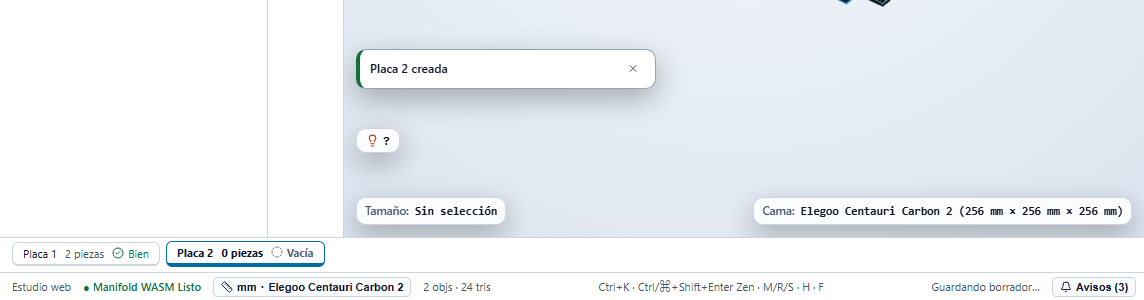 Placa 2 creada ×
?
Tamaño: Sin selección
Cama: Elegoo Centauri Carbon 2 (256 mm × 256 mm × 256 mm)
Placa 1 2 piezas Bien
Placa 2 0 piezas Vacía
Estudio web • Manifold WASM Listo mm · Elegoo Centauri Carbon 2 2 objs · 24 tris Ctrl+K · Ctrl/⌘+Shift+Enter Zen · M/R/S · H · F Guardando borrador... Avisos (3)